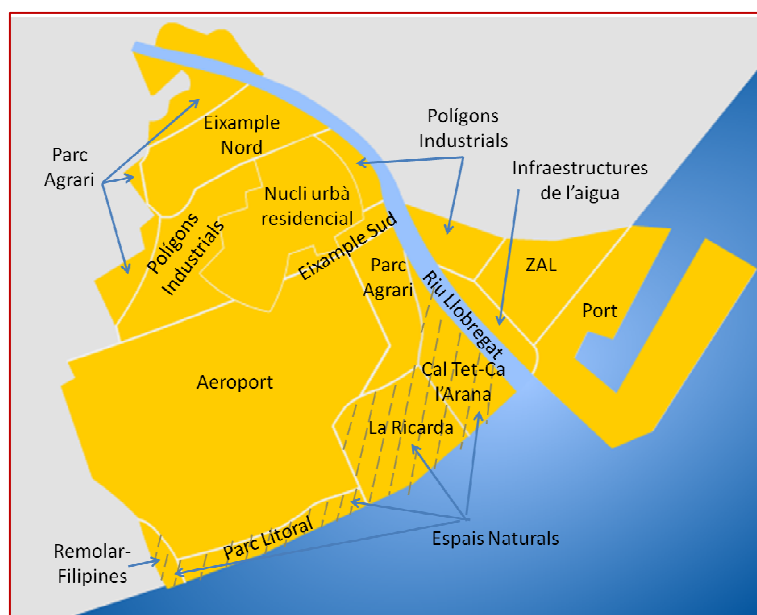 Eixample
Nord
Polígons
Industrials
Parc
Agrari
Infraestructures
de l’aigua
Nucli urbà
residencial
Polígons
Industrials
Eixample Sud
Parc
Agrari
Riu Llobregat
ZAL
Port
Aeroport
Cal Tet-Ca
l’Arana
La Ricarda
Parc Litoral
Espais Naturals
Remolar-
Filipines